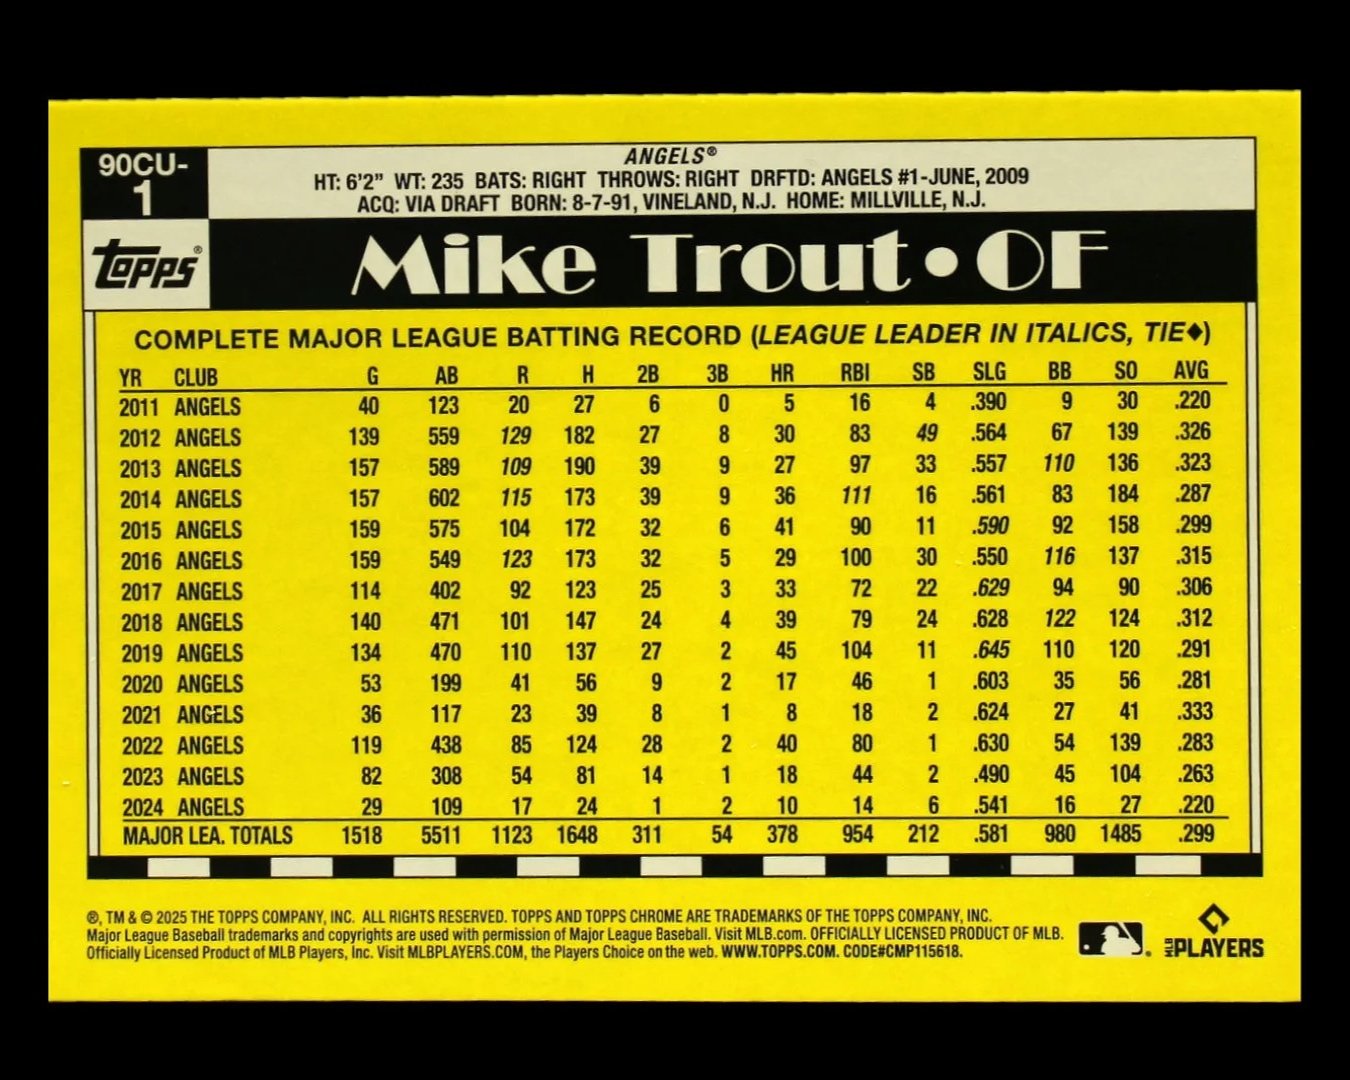 90CU-
1
ANGELS®
HT: 6'2" WT: 235 BATS: RIGHT THROWS: RIGHT DRFTD: ANGELS #1-JUNE, 2009
ACQ: VIA DRAFT BORN: 8-7-91, VINELAND, N.J. HOME: MILLVILLE, N.J.
Topps®
Mike Trout • OF
COMPLETE MAJOR LEAGUE BATTING RECORD (LEAGUE LEADER IN ITALICS, TIE♦)
YR CLUB G AB R H 2B 3B HR RBI SB SLG BB SO AVG
2011 ANGELS 40 123 20 27 6 0 5 16 4 .390 9 30 .220
2012 ANGELS 139 559 129 182 27 8 30 83 49 .564 67 139 .326
2013 ANGELS 157 589 109 190 39 9 27 97 33 .557 110 136 .323
2014 ANGELS 157 602 115 173 39 9 36 111 16 .561 83 184 .287
2015 ANGELS 159 575 104 172 32 6 41 90 11 .590 92 158 .299
2016 ANGELS 159 549 123 173 32 5 29 100 30 .550 116 137 .315
2017 ANGELS 114 402 92 123 25 3 33 72 22 .629 94 90 .306
2018 ANGELS 140 471 101 147 24 4 39 79 24 .628 122 124 .312
2019 ANGELS 134 470 110 137 27 2 45 104 11 .645 110 120 .291
2020 ANGELS 53 199 41 56 9 2 17 46 1 .603 35 56 .281
2021 ANGELS 36 117 23 39 8 1 8 18 2 .624 27 41 .333
2022 ANGELS 119 438 85 124 28 2 40 80 1 .630 54 139 .283
2023 ANGELS 82 308 54 81 14 1 18 44 2 .490 45 104 .263
2024 ANGELS 29 109 17 24 1 2 10 14 6 .541 16 27 .220
MAJOR LEA. TOTALS 1518 5511 1123 1648 311 54 378 954 212 .581 980 1485 .299
®, TM & © 2025 THE TOPPS COMPANY, INC. ALL RIGHTS RESERVED. TOPPS AND TOPPS CHROME ARE TRADEMARKS OF THE TOPPS COMPANY, INC.
Major League Baseball trademarks and copyrights are used with permission of Major League Baseball. Visit MLB.com. OFFICIALLY LICENSED PRODUCT OF MLB.
Officially Licensed Product of MLB Players, Inc. Visit MLBPLAYERS.COM, the Players Choice on the web. WWW.TOPPS.COM. CODE#CMP115618.
MLB PLAYERS